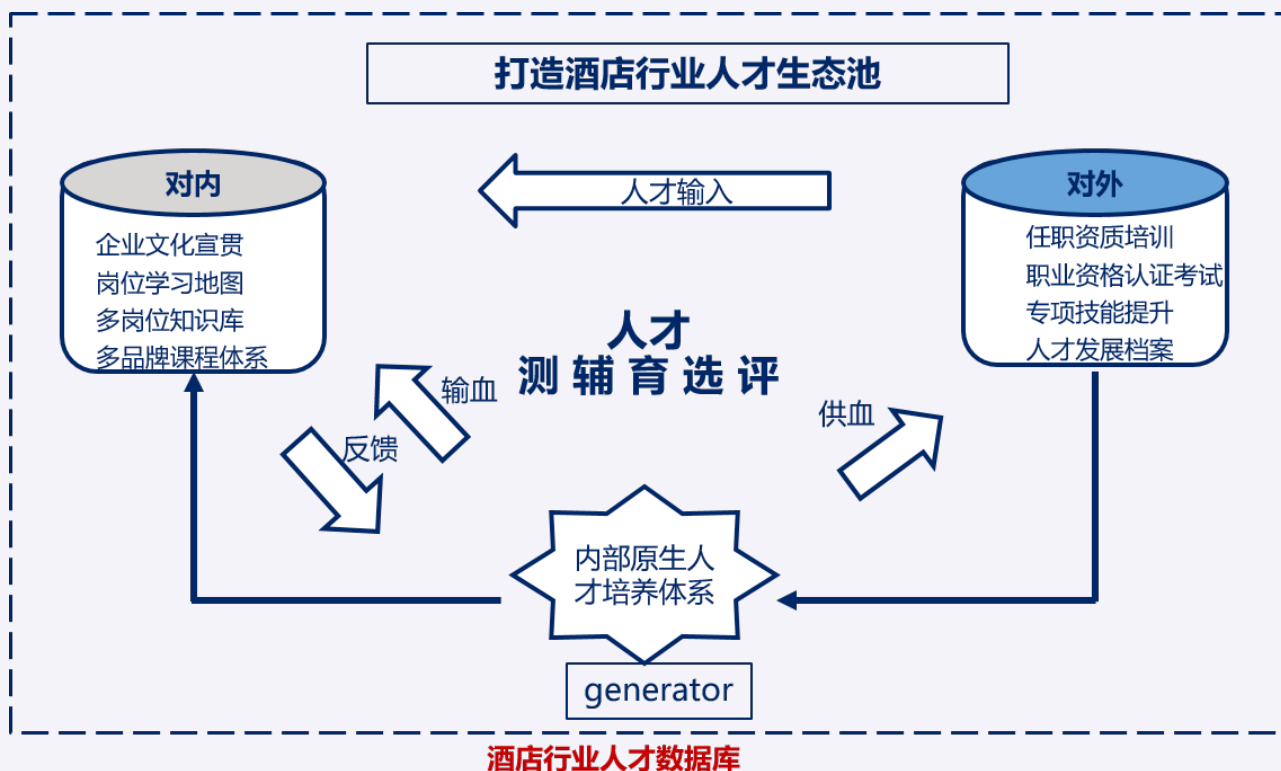 打造酒店行业人才生态池
对内
企业文化宣贯
岗位学习地图
多岗位知识库
多品牌课程体系
人才输入
对外
任职资质培训
职业资格认证考试
专项技能提升
人才发展档案
人才
测辅育选评
输血
反馈
供血
内部原生人
才培养体系
generator
酒店行业人才数据库